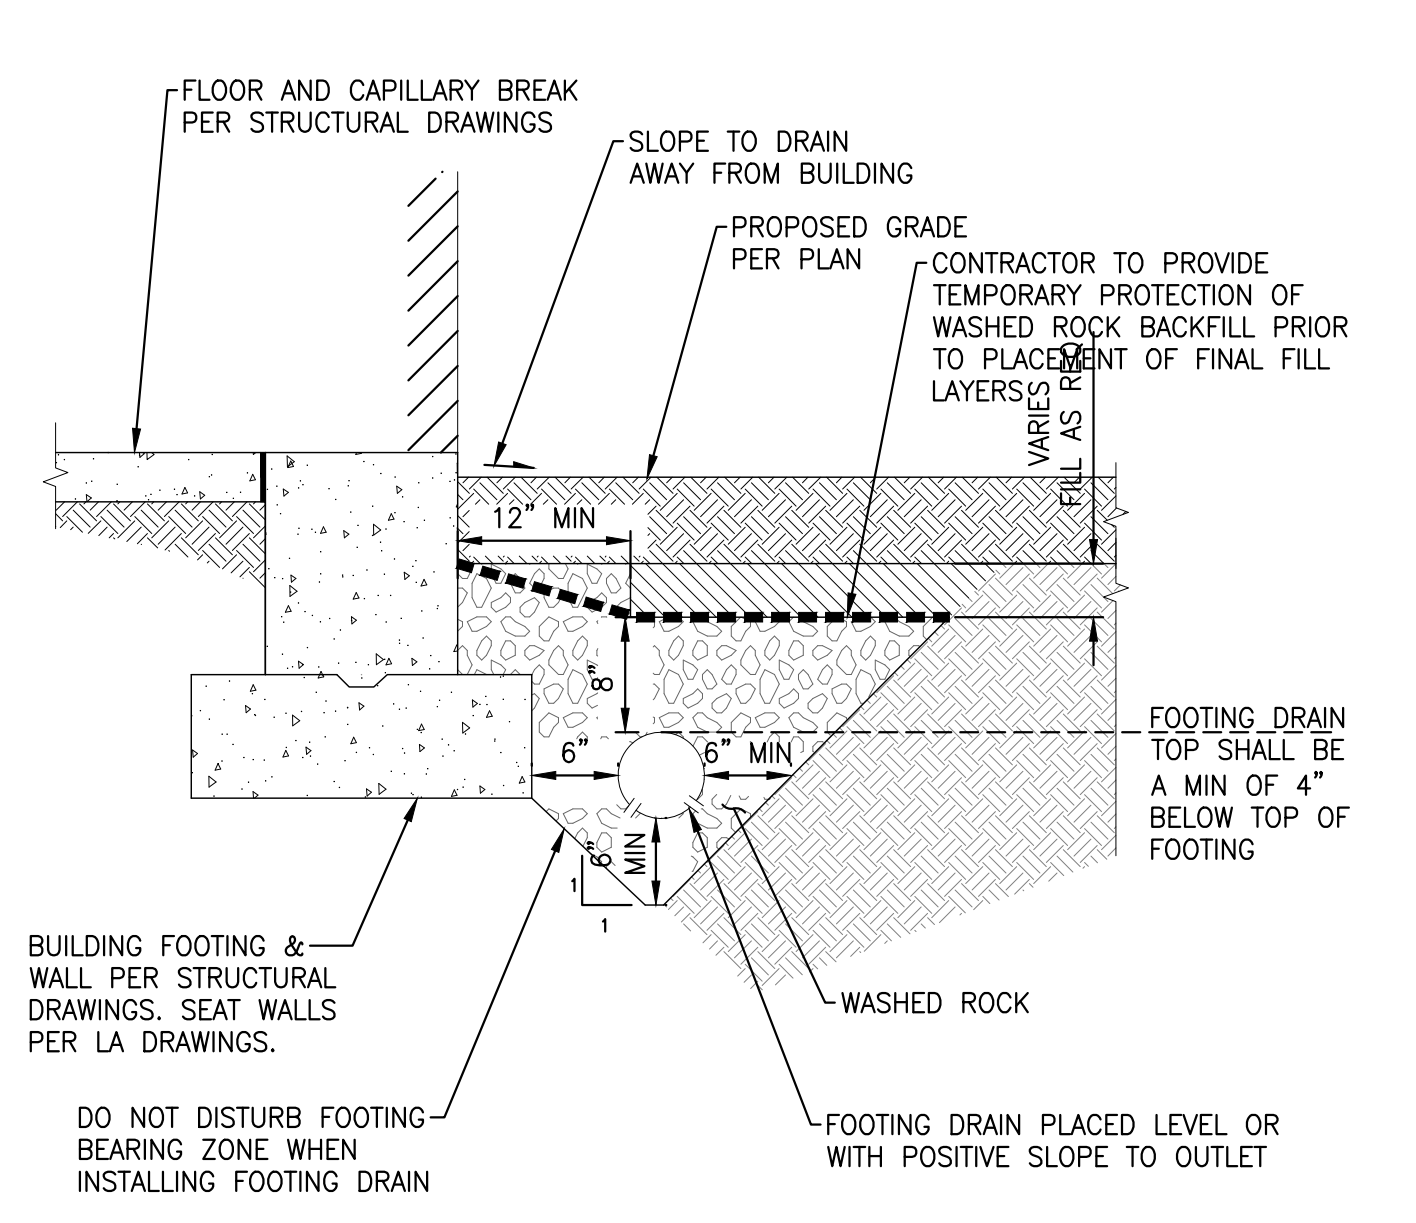 FLOOR AND CAPILLARY BREAK
PER STRUCTURAL DRAWINGS
SLOPE TO DRAIN
AWAY FROM BUILDING
PROPOSED GRADE
PER PLAN
CONTRACTOR TO PROVIDE
TEMPORARY PROTECTION OF
WASHED ROCK BACKFILL PRIOR
TO PLACEMENT OF FINAL FILL
LAYERS
VARIES
FILL AS REQ
12" MIN
8"
6"
6" MIN
6"
MIN
1
1
FOOTING DRAIN
TOP SHALL BE
A MIN OF 4"
BELOW TOP OF
FOOTING
BUILDING FOOTING &
WALL PER STRUCTURAL
DRAWINGS. SEAT WALLS
PER LA DRAWINGS.
WASHED ROCK
DO NOT DISTURB FOOTING
BEARING ZONE WHEN
INSTALLING FOOTING DRAIN
FOOTING DRAIN PLACED LEVEL OR
WITH POSITIVE SLOPE TO OUTLET